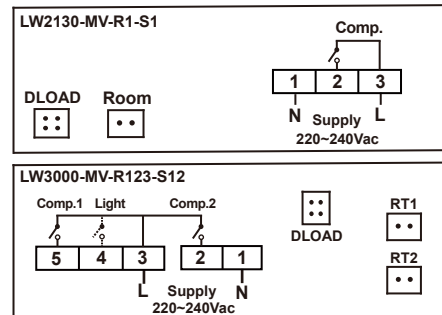 LW2130-MV-R1-S1
Comp.
1 2 3
DLOAD Room
N Supply L
220~240Vac
LW3000-MV-R123-S12
Comp.1 Light Comp.2
DLOAD
RT1
5 4 3 2 1
RT2
L Supply N
220~240Vac